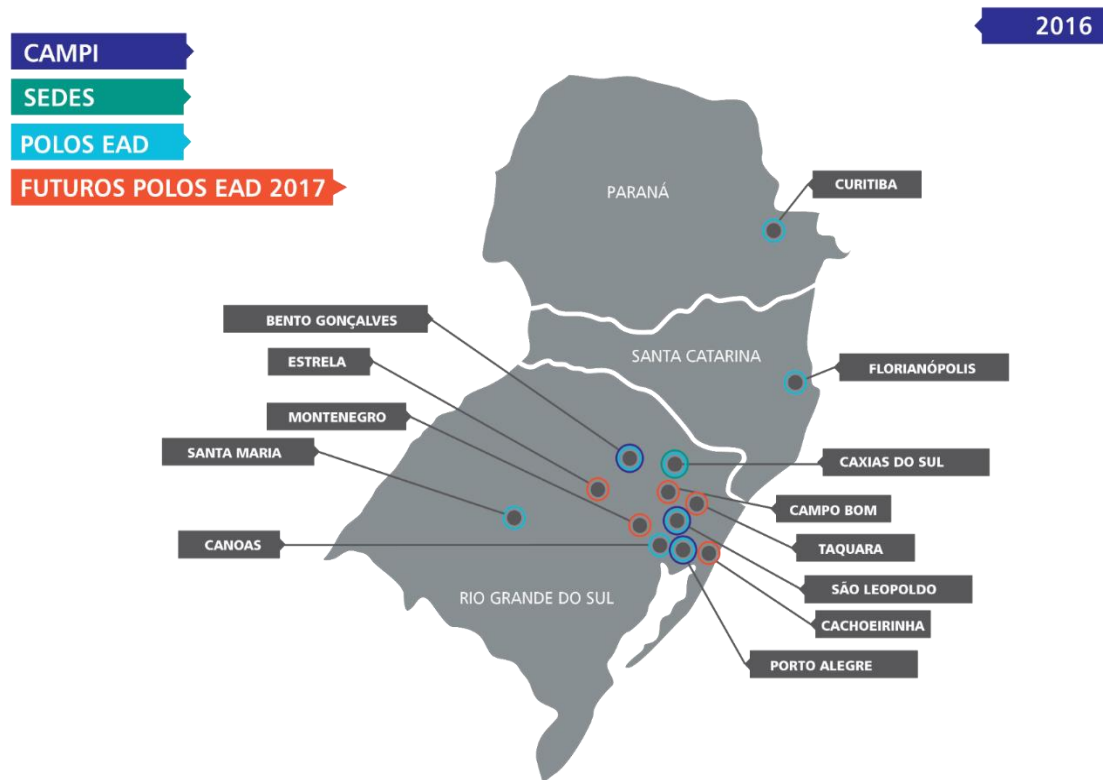 2016
CAMPI
SEDES
POLOS EAD
FUTUROS POLOS EAD 2017
PARANÁ
CURITIBA
BENTO GONÇALVES
SANTA CATARINA
ESTRELA
FLORIANÓPOLIS
MONTENEGRO
SANTA MARIA
CAXIAS DO SUL
CAMPO BOM
CANOAS
TAQUARA
SÃO LEOPOLDO
RIO GRANDE DO SUL
CACHOEIRINHA
PORTO ALEGRE